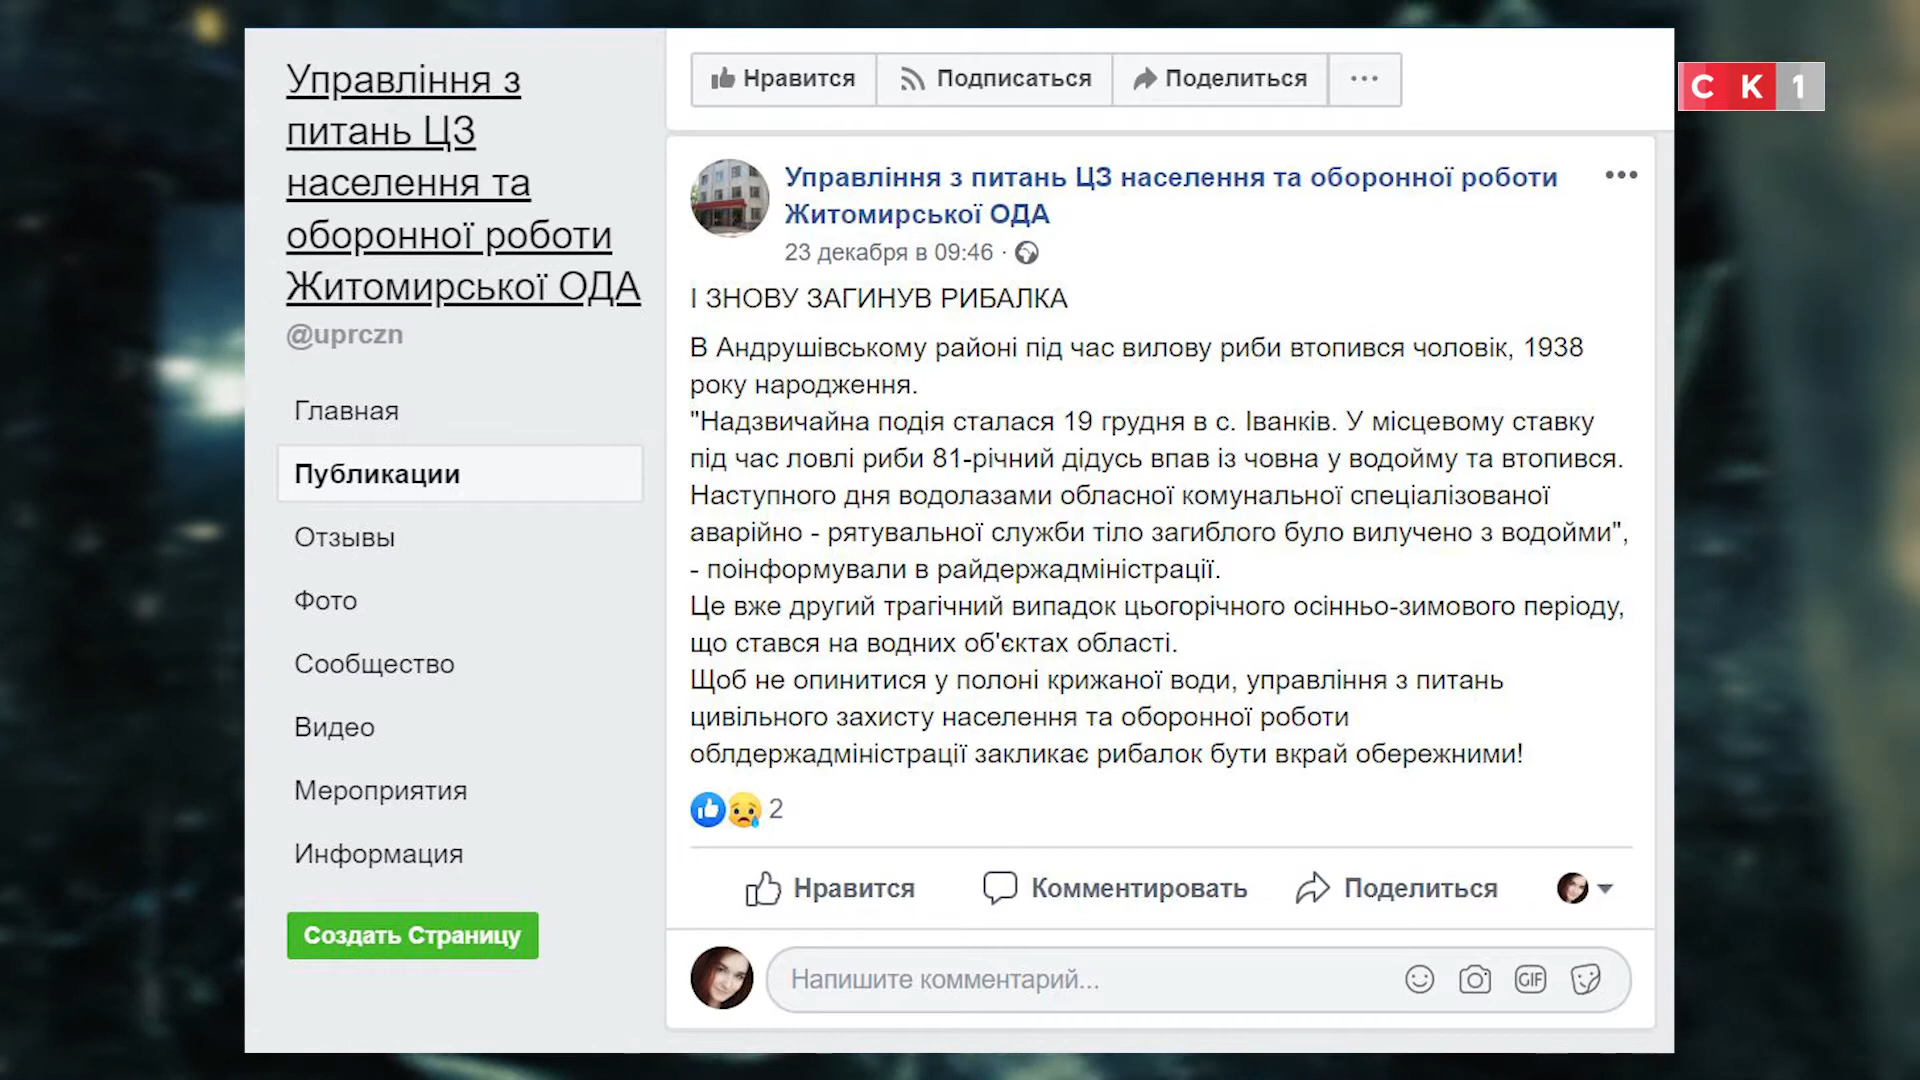 Управління з
питань ЦЗ
населення та
оборонної роботи
Житомирської ОДА
@uprczn
Главная
Публикации
Отзывы
Фото
Сообщество
Видео
Мероприятия
Информация
Создать Страницу
Нравится
Подписаться
Поделиться
СК1
Управління з питань ЦЗ населення та оборонної роботи
Житомирської ОДА
23 декабря в 09:46 ·
І ЗНОВУ ЗАГИНУВ РИБАЛКА
В Андрушівському районі під час вилову риби втопився чоловік, 1938
року народження.
"Надзвичайна подія сталася 19 грудня в с. Іванків. У місцевому ставку
під час ловлі риби 81-річний дідусь впав із човна у водойму та втопився.
Наступного дня водолазами обласної комунальної спеціалізованої
аварійно - рятувальної служби тіло загиблого було вилучено з водойми",
- поінформували в райдержадміністрації.
Це вже другий трагічний випадок цьогорічного осінньо-зимового періоду,
що стався на водних об'єктах області.
Щоб не опинитися у полоні крижаної води, управління з питань
цивільного захисту населення та оборонної роботи
облдержадміністрації закликає рибалок бути вкрай обережними!
2
Нравится
Комментировать
Поделиться
Напишите комментарий...
GIF